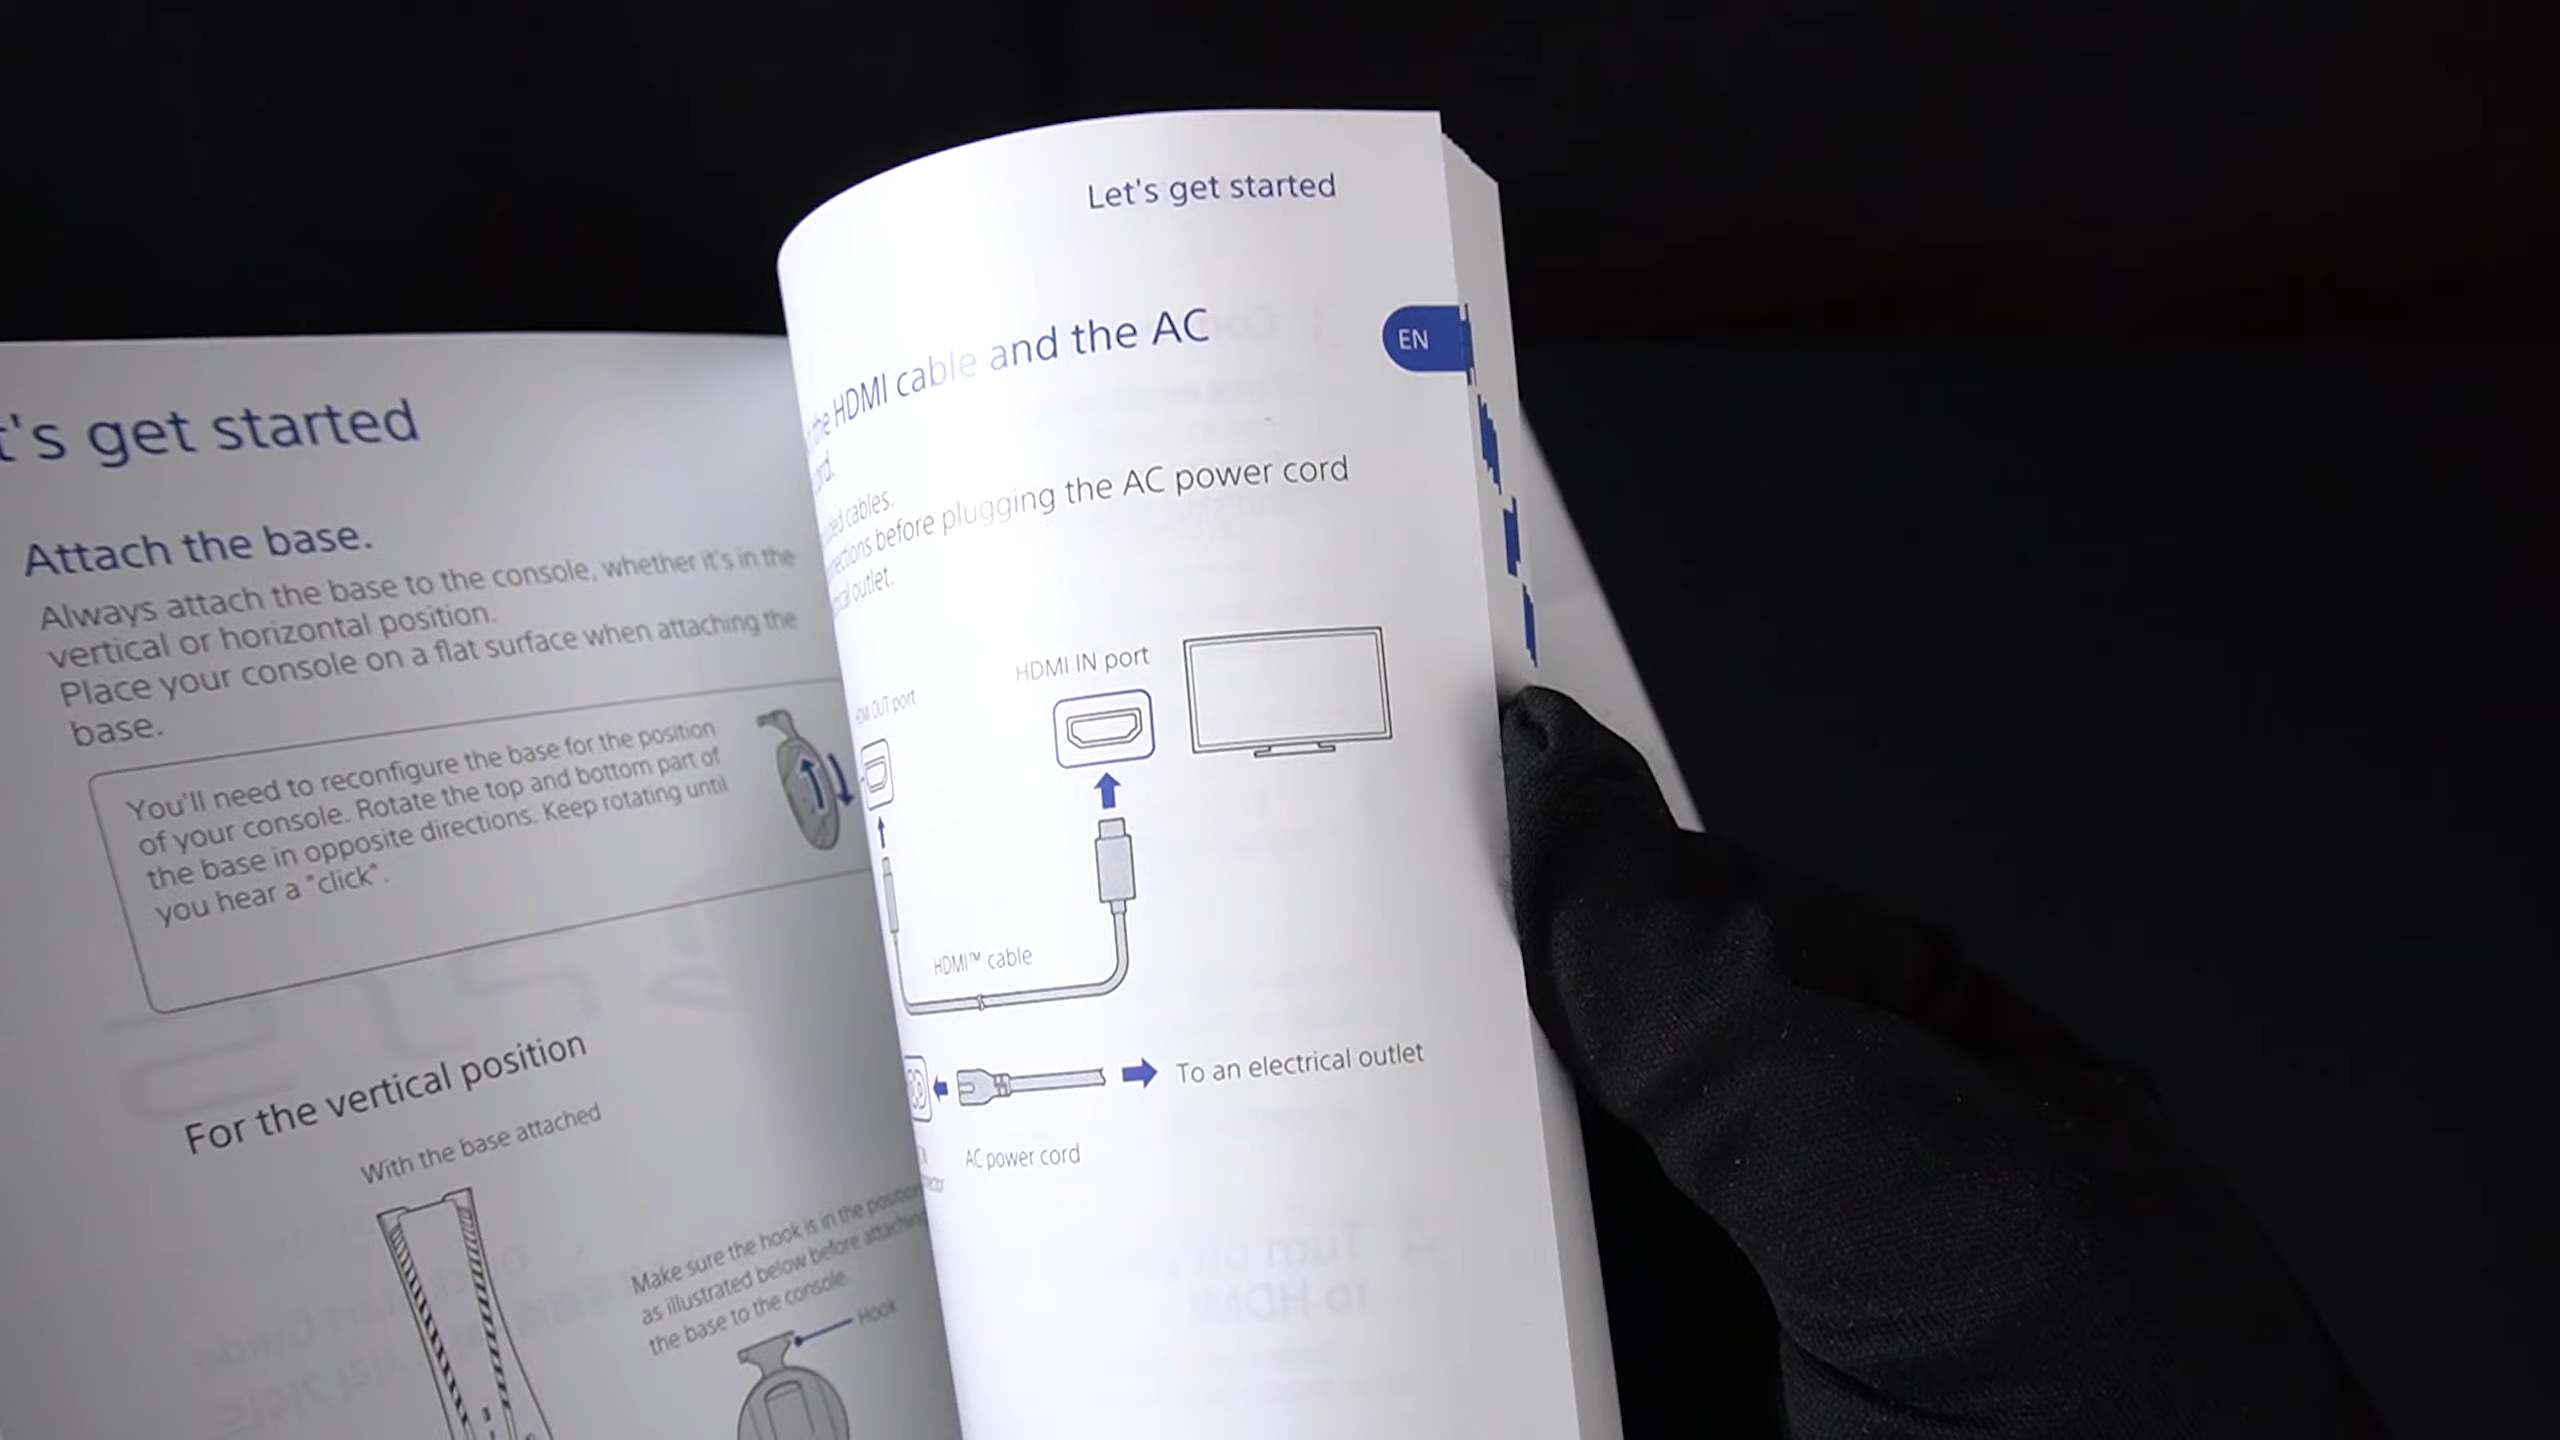 't's get started
Attach the base.
Always attach the base to the console, whether it's in the
vertical or horizontal position.
Place your console on a flat surface when attaching the
base.
You'll need to reconfigure the base for the position
of your console. Rotate the top and bottom part of
the base in opposite directions. Keep rotating until
you hear a "click".
For the vertical position
With the base attached
Make sure the hook is in the position
as illustrated below before attaching
the base to the console.
Hook
Let's get started
EN
the HDMI cable and the AC
cord.
cables.
before plugging the AC power cord
outlet.
OUT port
HDMI IN port
HDMI™ cable
To an electrical outlet
AC power cord